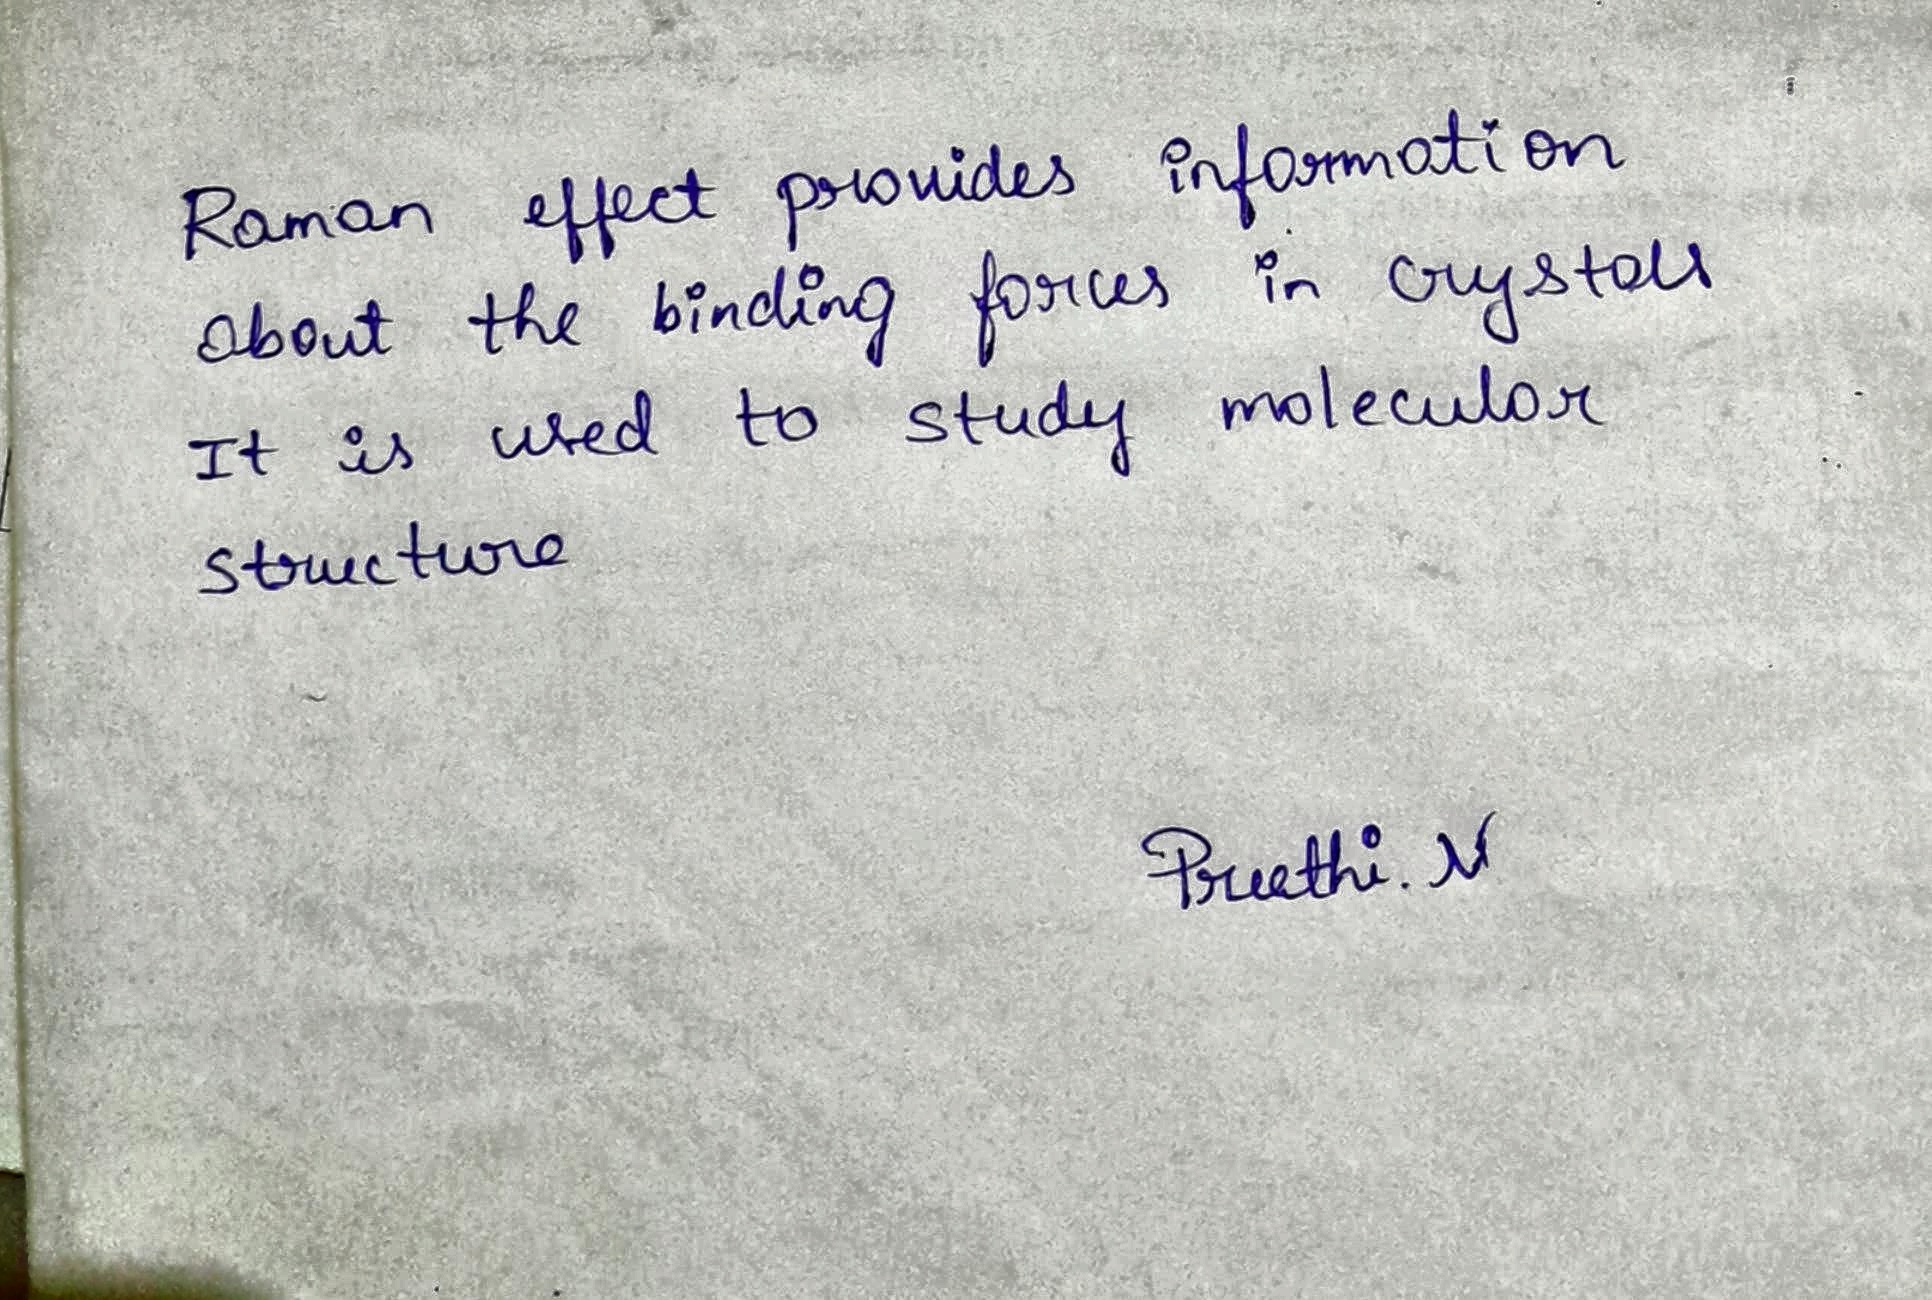 Raman effect provides information
about the binding forces in crystals
It is used to study molecular
structure
Preethi. N